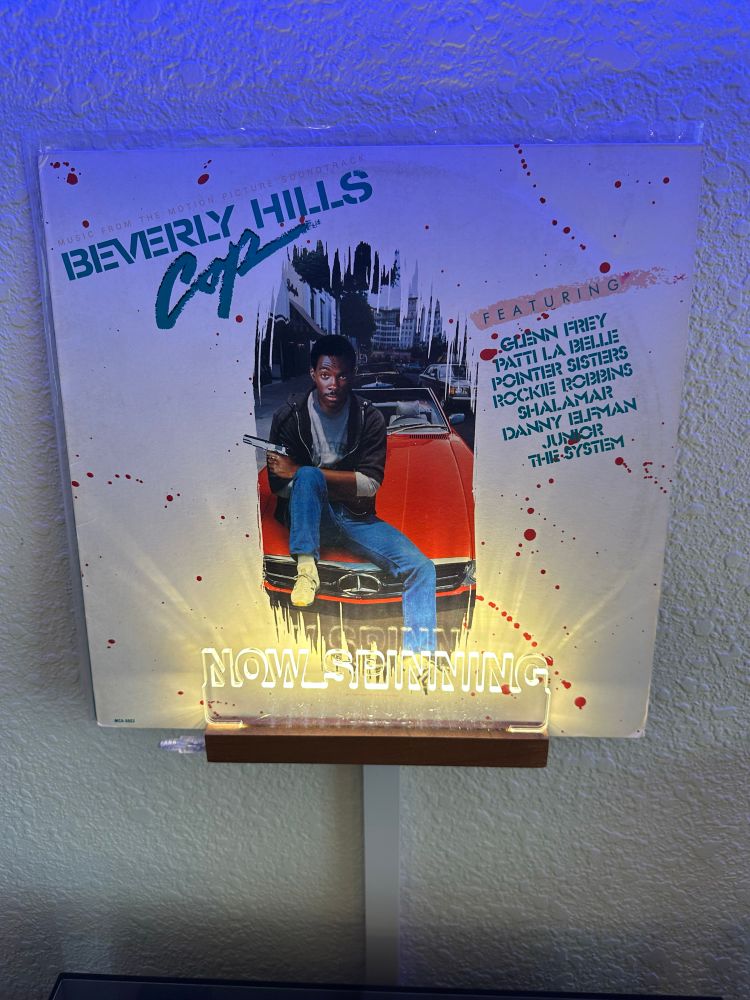 MUSIC FROM THE MOTION PICTURE SOUNDTRACK
BEVERLY HILLS
Cop
FEATURING
GLENN FREY
PATTI LA BELLE
POINTER SISTERS
ROCKIE ROBBINS
SHALAMAR
DANNY ELFMAN
JUNIOR
THE SYSTEM
NOW SPINNING